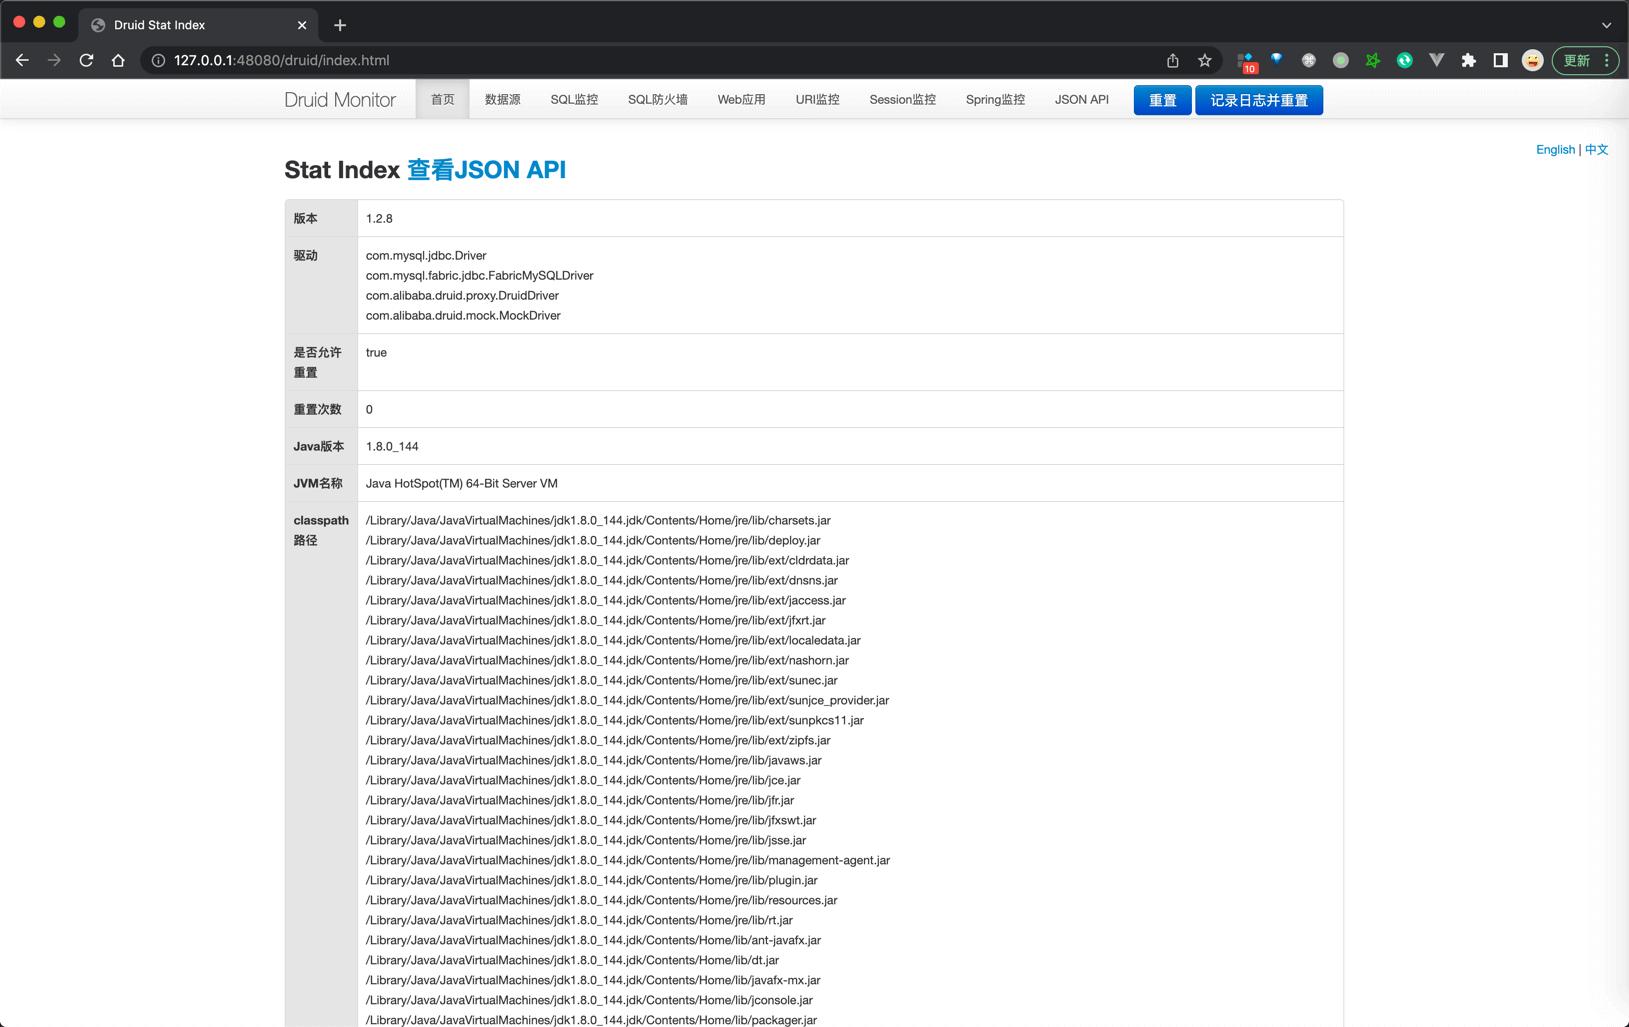 Druid Stat Index
127.0.0.1:48080/druid/index.html
10
更新
Druid Monitor 首页 数据源 SQL监控 SQL防火墙 Web应用 URI监控 Session监控 Spring监控 JSON API 重置 记录日志并重置
English | 中文
Stat Index 查看JSON API
版本 1.2.8
驱动 com.mysql.jdbc.Driver
com.mysql.fabric.jdbc.FabricMySQLDriver
com.alibaba.druid.proxy.DruidDriver
com.alibaba.druid.mock.MockDriver
是否允许 true
重置
重置次数 0
Java版本 1.8.0_144
JVM名称 Java HotSpot(TM) 64-Bit Server VM
classpath /Library/Java/JavaVirtualMachines/jdk1.8.0_144.jdk/Contents/Home/jre/lib/charsets.jar
路径 /Library/Java/JavaVirtualMachines/jdk1.8.0_144.jdk/Contents/Home/jre/lib/deploy.jar
/Library/Java/JavaVirtualMachines/jdk1.8.0_144.jdk/Contents/Home/jre/lib/ext/cldrdata.jar
/Library/Java/JavaVirtualMachines/jdk1.8.0_144.jdk/Contents/Home/jre/lib/ext/dnsns.jar
/Library/Java/JavaVirtualMachines/jdk1.8.0_144.jdk/Contents/Home/jre/lib/ext/jaccess.jar
/Library/Java/JavaVirtualMachines/jdk1.8.0_144.jdk/Contents/Home/jre/lib/ext/jfxrt.jar
/Library/Java/JavaVirtualMachines/jdk1.8.0_144.jdk/Contents/Home/jre/lib/ext/localedata.jar
/Library/Java/JavaVirtualMachines/jdk1.8.0_144.jdk/Contents/Home/jre/lib/ext/nashorn.jar
/Library/Java/JavaVirtualMachines/jdk1.8.0_144.jdk/Contents/Home/jre/lib/ext/sunec.jar
/Library/Java/JavaVirtualMachines/jdk1.8.0_144.jdk/Contents/Home/jre/lib/ext/sunjce_provider.jar
/Library/Java/JavaVirtualMachines/jdk1.8.0_144.jdk/Contents/Home/jre/lib/ext/sunpkcs11.jar
/Library/Java/JavaVirtualMachines/jdk1.8.0_144.jdk/Contents/Home/jre/lib/ext/zipfs.jar
/Library/Java/JavaVirtualMachines/jdk1.8.0_144.jdk/Contents/Home/jre/lib/javaws.jar
/Library/Java/JavaVirtualMachines/jdk1.8.0_144.jdk/Contents/Home/jre/lib/jce.jar
/Library/Java/JavaVirtualMachines/jdk1.8.0_144.jdk/Contents/Home/jre/lib/jfr.jar
/Library/Java/JavaVirtualMachines/jdk1.8.0_144.jdk/Contents/Home/jre/lib/jfxswt.jar
/Library/Java/JavaVirtualMachines/jdk1.8.0_144.jdk/Contents/Home/jre/lib/jsse.jar
/Library/Java/JavaVirtualMachines/jdk1.8.0_144.jdk/Contents/Home/jre/lib/management-agent.jar
/Library/Java/JavaVirtualMachines/jdk1.8.0_144.jdk/Contents/Home/jre/lib/plugin.jar
/Library/Java/JavaVirtualMachines/jdk1.8.0_144.jdk/Contents/Home/jre/lib/resources.jar
/Library/Java/JavaVirtualMachines/jdk1.8.0_144.jdk/Contents/Home/jre/lib/rt.jar
/Library/Java/JavaVirtualMachines/jdk1.8.0_144.jdk/Contents/Home/lib/ant-javafx.jar
/Library/Java/JavaVirtualMachines/jdk1.8.0_144.jdk/Contents/Home/lib/dt.jar
/Library/Java/JavaVirtualMachines/jdk1.8.0_144.jdk/Contents/Home/lib/javafx-mx.jar
/Library/Java/JavaVirtualMachines/jdk1.8.0_144.jdk/Contents/Home/lib/jconsole.jar
/Library/Java/JavaVirtualMachines/jdk1.8.0_144.jdk/Contents/Home/lib/packager.jar